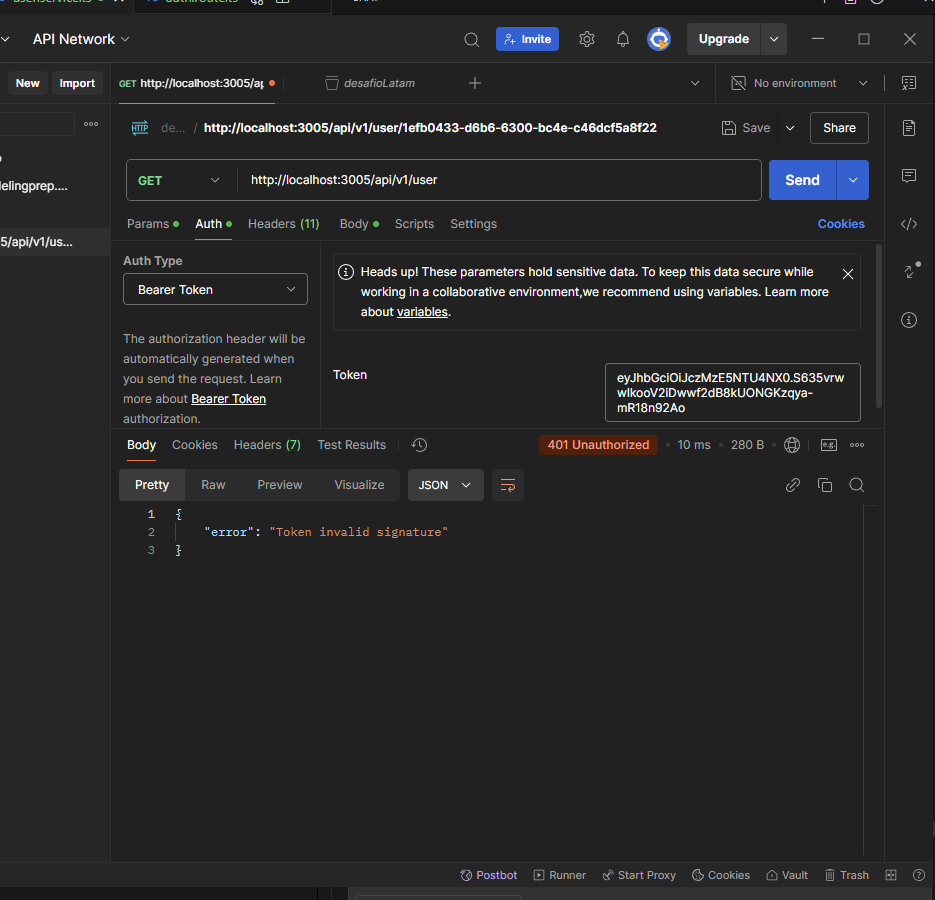 API Network
Invite
Upgrade
New
Import
GET http://localhost:3005/ap
desafioLatam
No environment
HTTP
de... / http://localhost:3005/api/v1/user/1efb0433-d6b6-6300-bc4e-c46dcf5a8f22
Save
Share
elingprep....
5/api/v1/us...
GET
http://localhost:3005/api/v1/user
Send
Params
Auth
Headers (11)
Body
Scripts
Settings
Cookies
Auth Type
Bearer Token
The authorization header will be
automatically generated when
you send the request. Learn
more about Bearer Token
authorization.
Heads up! These parameters hold sensitive data. To keep this data secure while
working in a collaborative environment,we recommend using variables. Learn more
about variables.
Token
eyJhbGciOiJczMzE5NTU4NX0.S635vrw
wlkooV2iDwwf2dB8kUONGKzqya-
mR18n92Ao
Body
Cookies
Headers (7)
Test Results
401 Unauthorized
10 ms
280 B
e.g.
Pretty
Raw
Preview
Visualize
JSON
1 {
2 "error": "Token invalid signature"
3 }
Postbot
Runner
Start Proxy
Cookies
Vault
Trash